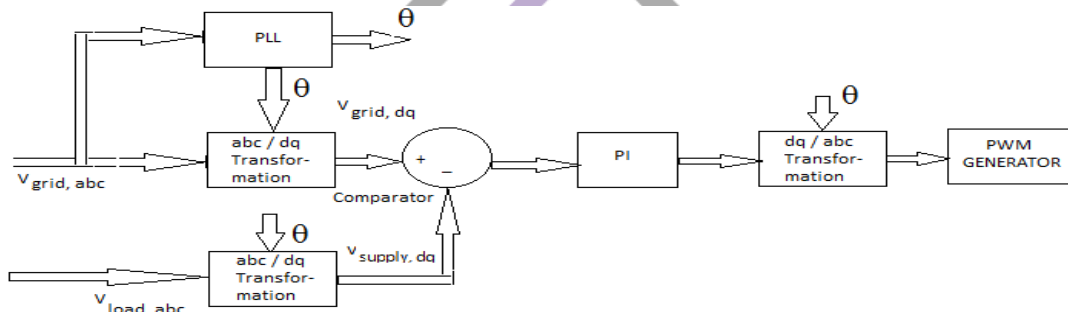 θ
PLL
θ
V grid, dq
θ
abc / dq
Transfor-
mation
+
−
PI
dq / abc
Transfor-
mation
PWM
GENERATOR
V grid, abc
Comparator
θ
V supply, dq
abc / dq
Transfor-
mation
V load, abc